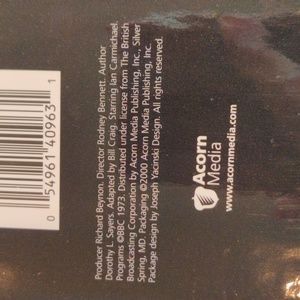 0 54961 40963 1
Producer Richard Beynon. Director Rodney Bennett. Author
Dorothy L. Sayers. Adapted by Bill Craig. Starring Ian Carmichael.
Programs ©BBC 1973. Distributed under license from The British
Broadcasting Corporation by Acorn Media Publishing, Inc., Silver
Spring, MD. Packaging ©2000 Acorn Media Publishing, Inc.
Package design by Joseph Yacinski Design. All rights reserved.
Acorn
Media
www.acornmedia.com